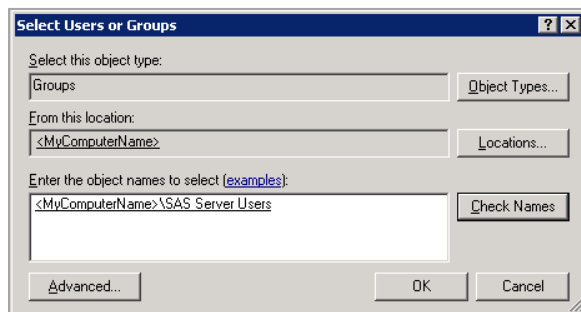 Select Users or Groups
Select this object type:
Groups
Object Types...
From this location:
<MyComputerName>
Locations...
Enter the object names to select (examples):
<MyComputerName>\SAS Server Users
Check Names
Advanced...
OK
Cancel